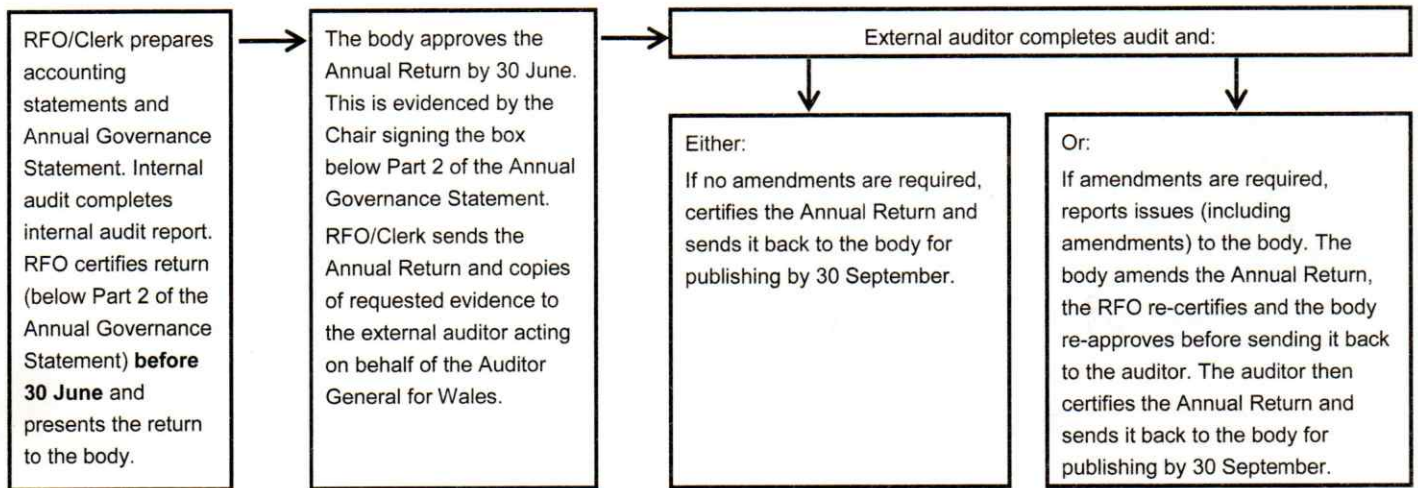 RFO/Clerk prepares
accounting
statements and
Annual Governance
Statement. Internal
audit completes
internal audit report.
RFO certifies return
(below Part 2 of the
Annual Governance
Statement) before
30 June and
presents the return
to the body.
The body approves the
Annual Return by 30 June.
This is evidenced by the
Chair signing the box
below Part 2 of the Annual
Governance Statement.
RFO/Clerk sends the
Annual Return and copies
of requested evidence to
the external auditor acting
on behalf of the Auditor
General for Wales.
External auditor completes audit and:
Either:
If no amendments are required,
certifies the Annual Return and
sends it back to the body for
publishing by 30 September.
Or:
If amendments are required,
reports issues (including
amendments) to the body. The
body amends the Annual Return,
the RFO re-certifies and the body
re-approves before sending it back
to the auditor. The auditor then
certifies the Annual Return and
sends it back to the body for
publishing by 30 September.